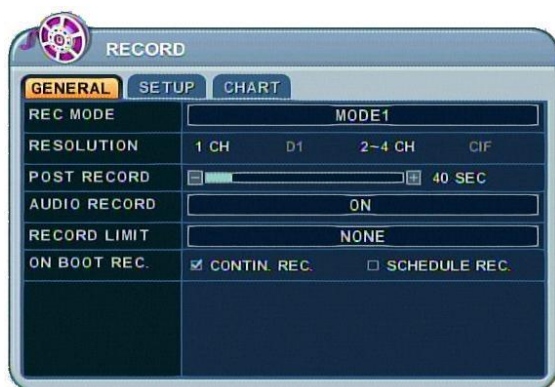 RECORD
GENERAL SETUP CHART
REC MODE MODE1
RESOLUTION 1 CH D1 2~4 CH CIF
POST RECORD 40 SEC
AUDIO RECORD ON
RECORD LIMIT NONE
ON BOOT REC. CONTIN. REC. SCHEDULE REC.